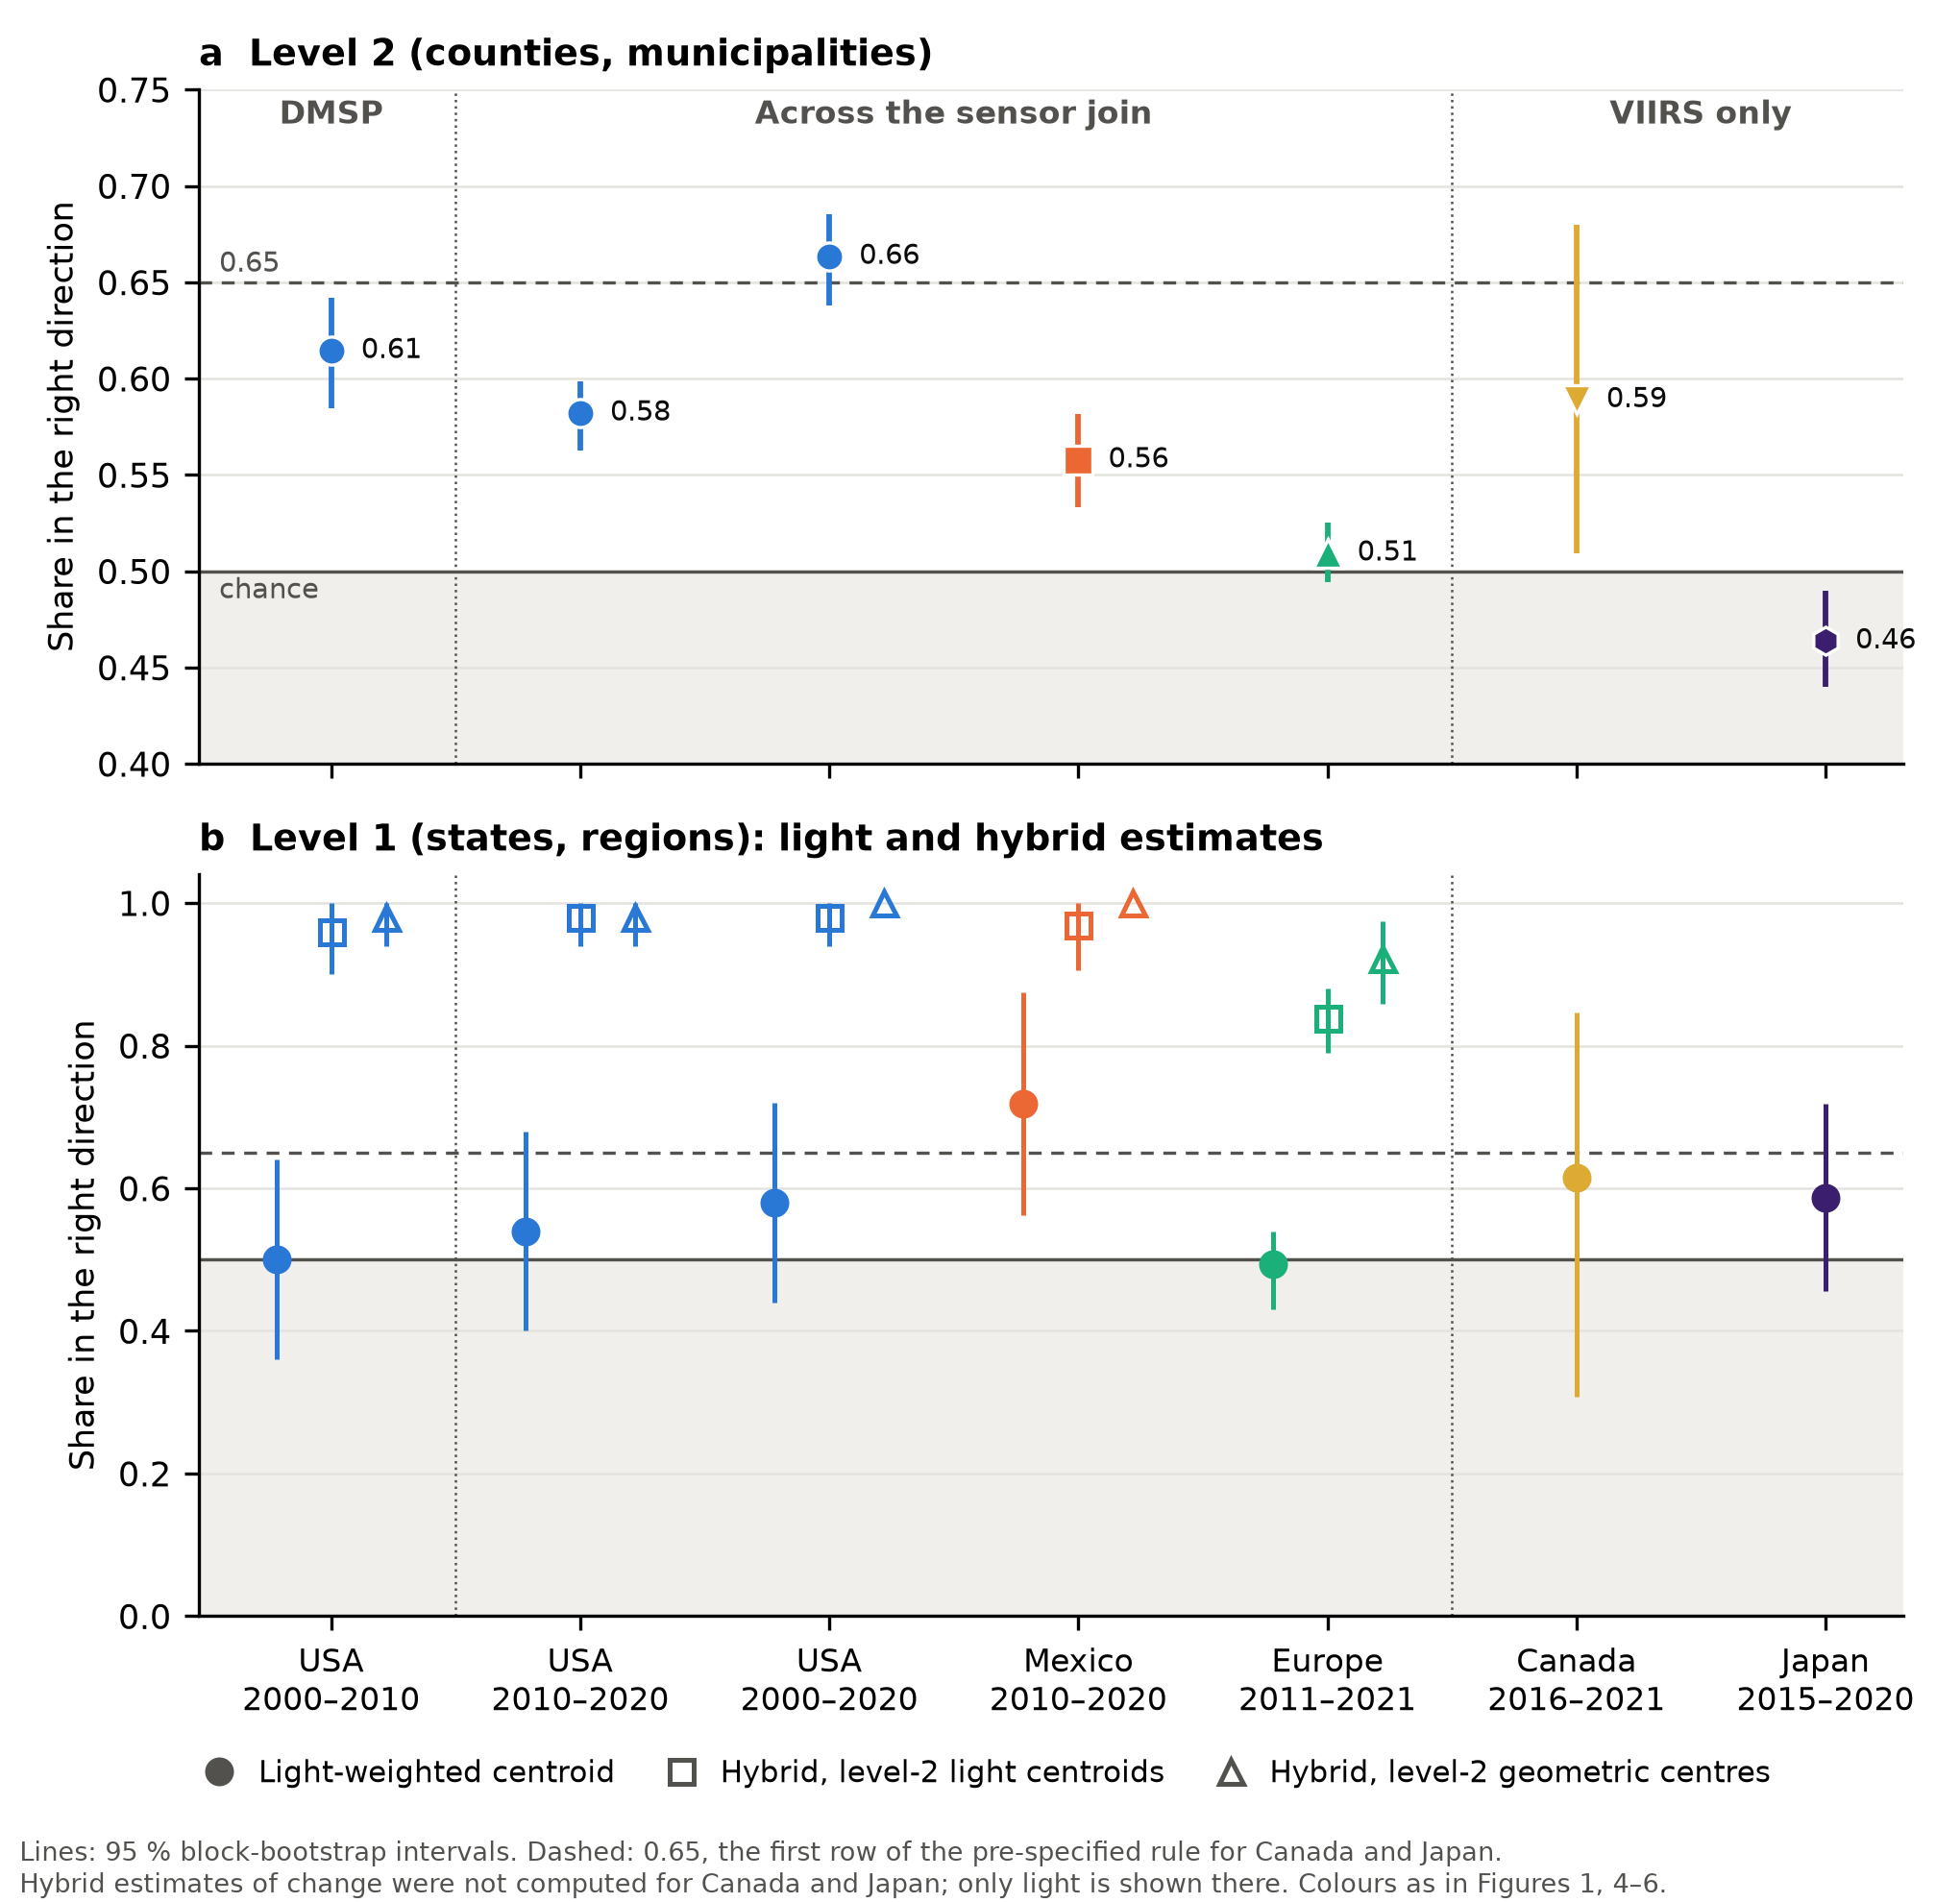 a Level 2 (counties, municipalities)
0.75
DMSP
Across the sensor join
VIIRS only
0.70
0.65
0.65
0.60
0.55
0.50
0.45
0.40
Share in the right direction
0.61
0.58
0.66
0.56
0.51
0.59
0.46
chance
b Level 1 (states, regions): light and hybrid estimates
1.0
0.8
0.6
0.4
0.2
0.0
Share in the right direction
USA
2000–2010
USA
2010–2020
USA
2000–2020
Mexico
2010–2020
Europe
2011–2021
Canada
2016–2021
Japan
2015–2020
Light-weighted centroid
Hybrid, level-2 light centroids
Hybrid, level-2 geometric centres
Lines: 95 % block-bootstrap intervals. Dashed: 0.65, the first row of the pre-specified rule for Canada and Japan.
Hybrid estimates of change were not computed for Canada and Japan; only light is shown there. Colours as in Figures 1, 4–6.